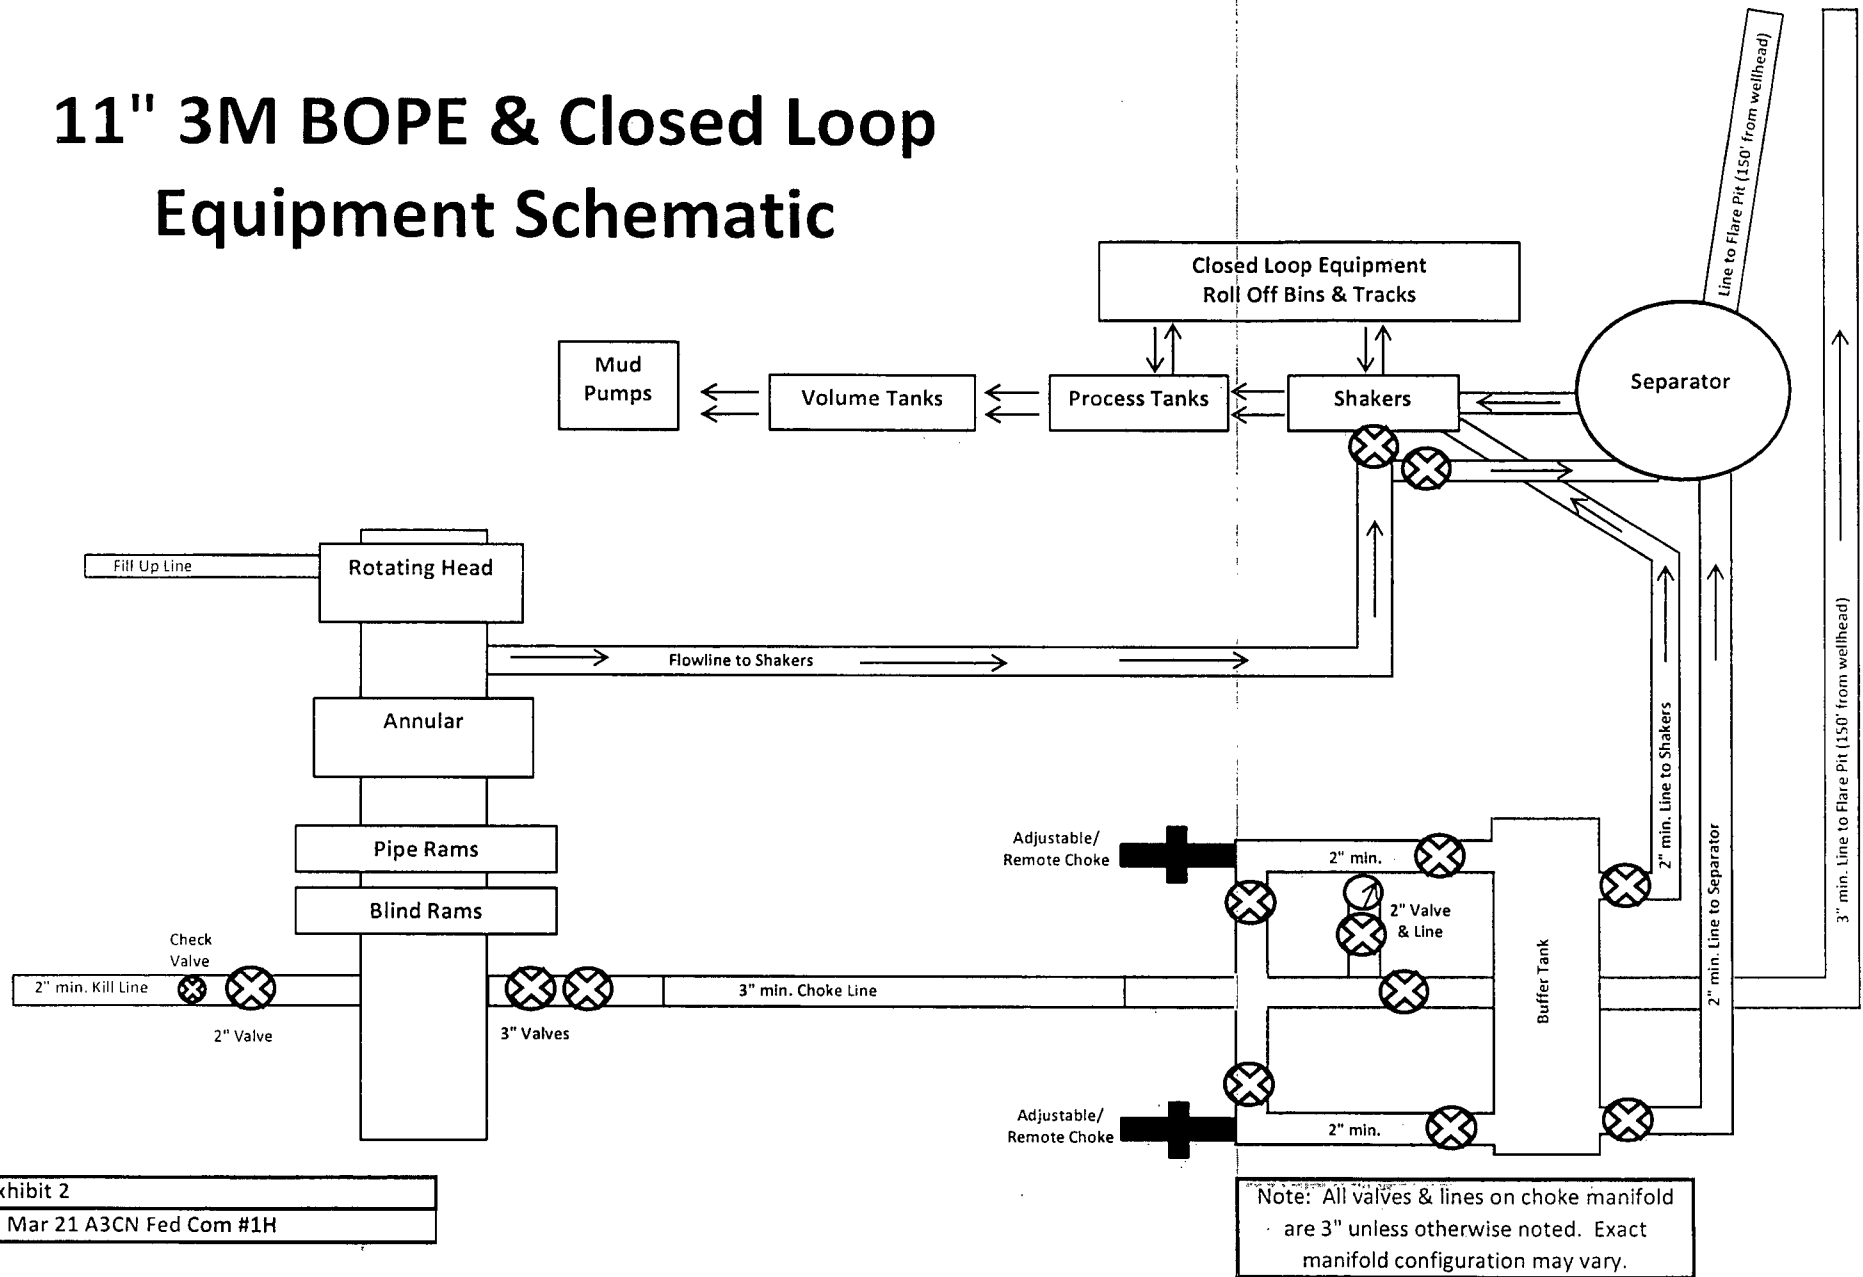 11" 3M BOPE & Closed Loop
Equipment Schematic
Line to Flare Pit (150' from wellhead)
Closed Loop Equipment
Roll Off Bins & Tracks
Mud
Pumps
Volume Tanks
Process Tanks
Shakers
Separator
Fill Up Line
Rotating Head
Flowline to Shakers
Annular
2" min. Line to Shakers
3" min. Line to Flare Pit (150' from wellhead)
Pipe Rams
Adjustable/
Remote Choke
2" min.
2" min. Line to Separator
Blind Rams
2" Valve
& Line
Check
Valve
2" min. Kill Line
3" min. Choke Line
Buffer Tank
2" Valve
3" Valves
Adjustable/
Remote Choke
2" min.
xhibit 2
Mar 21 A3CN Fed Com #1H
Note: All valves & lines on choke manifold
are 3" unless otherwise noted. Exact
manifold configuration may vary.